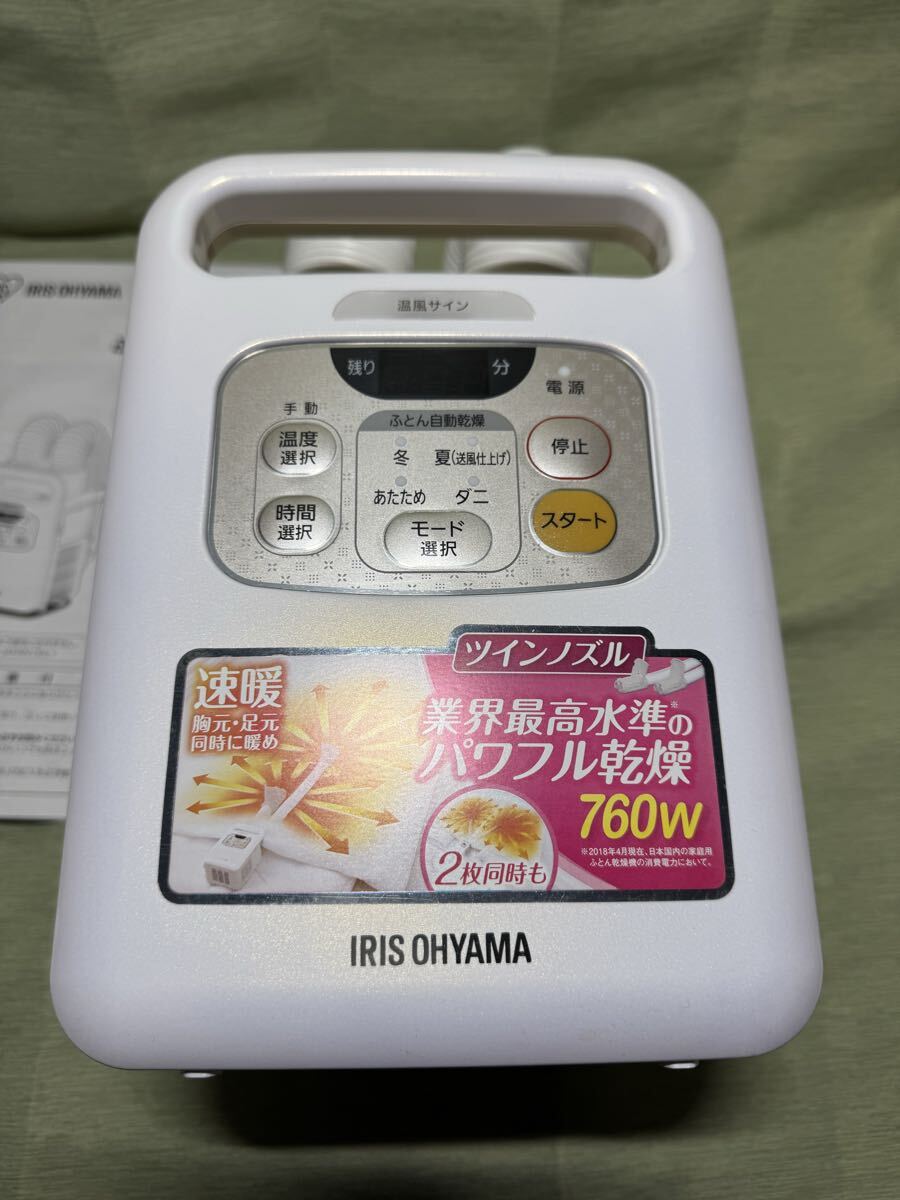 IRIS OHYAMA
温風サイン
残り 分
電源
手動
温度
選択
時間
選択
ふとん自動乾燥
冬 夏(送風仕上げ)
あたため ダニ
モード
選択
停止
スタート
ツインノズル
速暖
胸元・足元
同時に暖め
業界最高水準の※
パワフル乾燥
760W
※2018年4月現在、日本国内の家庭用
ふとん乾燥機の消費電力において。
2枚同時も
IRIS OHYAMA